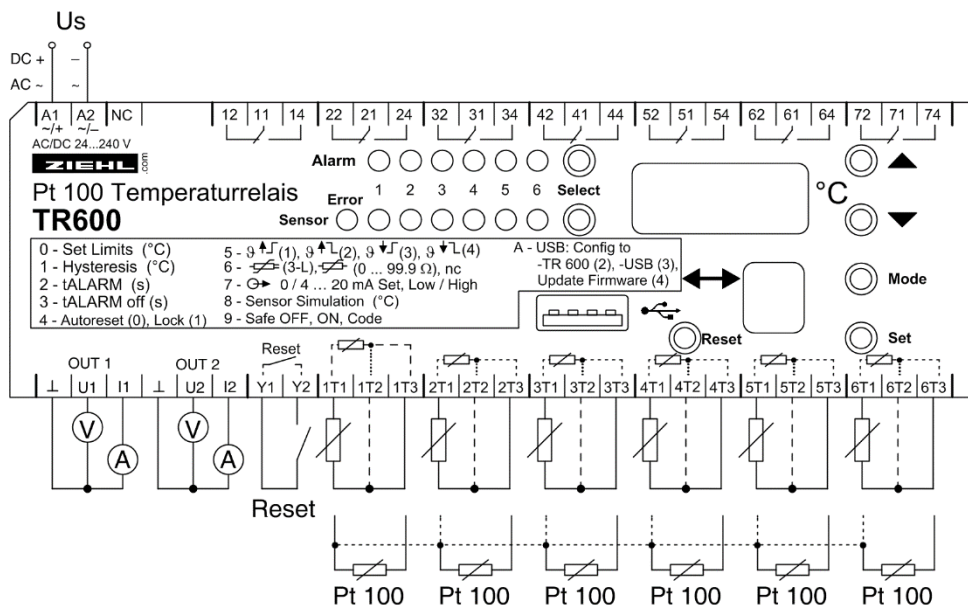 Us
DC + –
AC ~ ~
A1 A2 NC 12 11 14 22 21 24 32 31 34 42 41 44 52 51 54 62 61 64 72 71 74
~/+ ~/–
AC/DC 24...240 V
ZIEHL .com
Pt 100 Temperaturrelais
TR600
Alarm
1 2 3 4 5 6 Select
Error
Sensor
°C
0 - Set Limits (°C)
1 - Hysteresis (°C)
2 - tALARM (s)
3 - tALARM off (s)
4 - Autoreset (0), Lock (1)
5 - ϑ (1), ϑ (2), ϑ (3), ϑ (4)
6 - (3-L), (0 ... 99.9 Ω), nc
7 - 0 / 4 ... 20 mA Set, Low / High
8 - Sensor Simulation (°C)
9 - Safe OFF, ON, Code
A - USB: Config to
-TR 600 (2), -USB (3),
Update Firmware (4)
Mode
Reset
Set
OUT 1 OUT 2 Reset
⊥ U1 I1 ⊥ U2 I2 Y1 Y2 1T1 1T2 1T3 2T1 2T2 2T3 3T1 3T2 3T3 4T1 4T2 4T3 5T1 5T2 5T3 6T1 6T2 6T3
V A V A
Reset
Pt 100 Pt 100 Pt 100 Pt 100 Pt 100 Pt 100